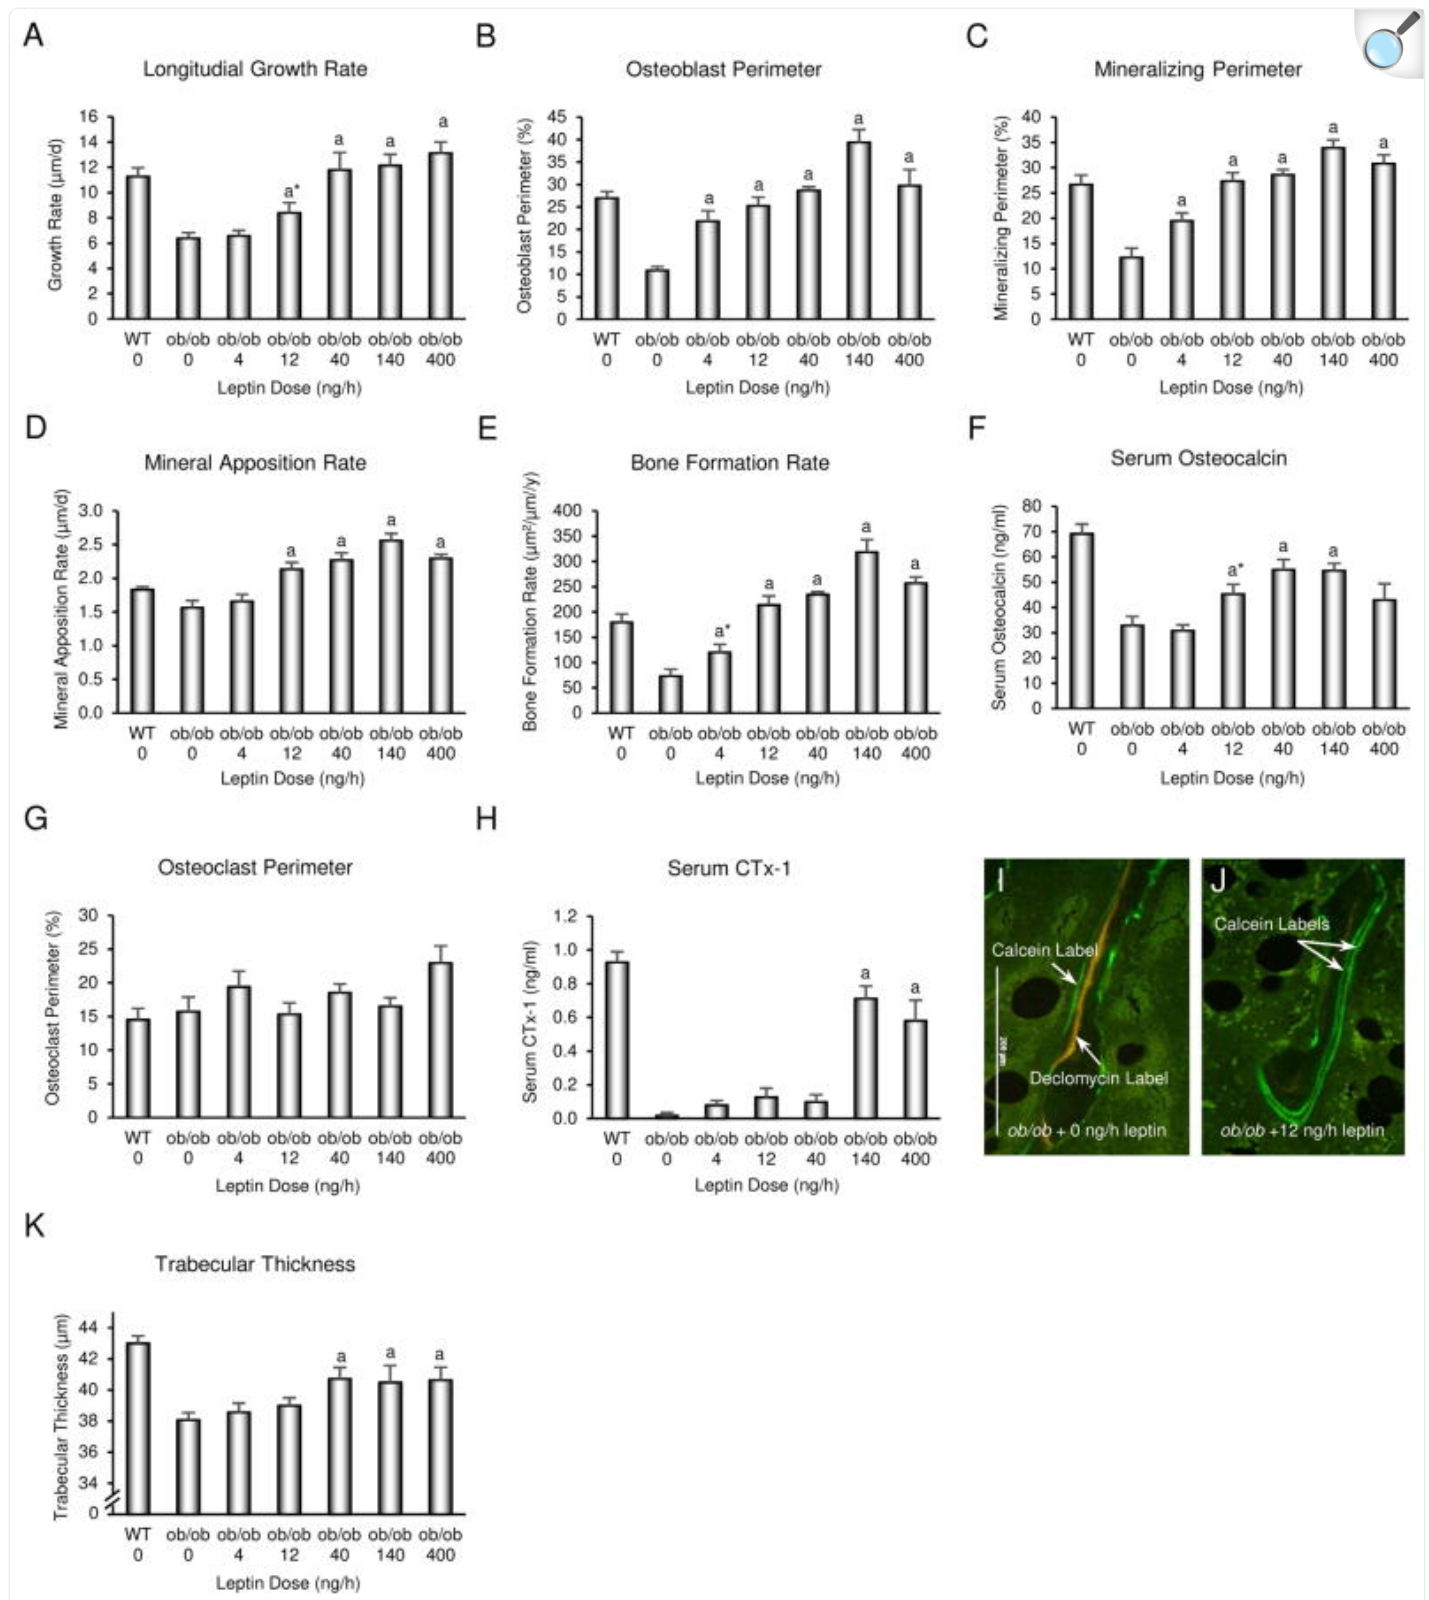 A
Longitudial Growth Rate
Growth Rate (µm/d)
16
14
12
10
8
6
4
2
0
a*
a
a
a
WT ob/ob ob/ob ob/ob ob/ob ob/ob ob/ob
0 0 4 12 40 140 400
Leptin Dose (ng/h)
B
Osteoblast Perimeter
Osteoblast Perimeter (%)
45
40
35
30
25
20
15
10
5
0
a
a
a
a
a
WT ob/ob ob/ob ob/ob ob/ob ob/ob ob/ob
0 0 4 12 40 140 400
Leptin Dose (ng/h)
C
Mineralizing Perimeter
Mineralizing Perimeter (%)
40
35
30
25
20
15
10
5
0
a
a
a
a
a
WT ob/ob ob/ob ob/ob ob/ob ob/ob ob/ob
0 0 4 12 40 140 400
Leptin Dose (ng/h)
D
Mineral Apposition Rate
Mineral Apposition Rate (µm/d)
3.0
2.5
2.0
1.5
1.0
0.5
0.0
a
a
a
a
WT ob/ob ob/ob ob/ob ob/ob ob/ob ob/ob
0 0 4 12 40 140 400
Leptin Dose (ng/h)
E
Bone Formation Rate
Bone Formation Rate (µm²/µm//y)
400
350
300
250
200
150
100
50
0
a*
a
a
a
a
WT ob/ob ob/ob ob/ob ob/ob ob/ob ob/ob
0 0 4 12 40 140 400
Leptin Dose (ng/h)
F
Serum Osteocalcin
Serum Osteocalcin (ng/ml)
80
70
60
50
40
30
20
10
0
a*
a
a
WT ob/ob ob/ob ob/ob ob/ob ob/ob ob/ob
0 0 4 12 40 140 400
Leptin Dose (ng/h)
G
Osteoclast Perimeter
Osteoclast Perimeter (%)
30
25
20
15
10
5
0
WT ob/ob ob/ob ob/ob ob/ob ob/ob ob/ob
0 0 4 12 40 140 400
Leptin Dose (ng/h)
H
Serum CTx-1
Serum CTx-1 (ng/ml)
1.2
1.0
0.8
0.6
0.4
0.2
0.0
a
a
WT ob/ob ob/ob ob/ob ob/ob ob/ob ob/ob
0 0 4 12 40 140 400
Leptin Dose (ng/h)
I
Calcein Label
Declomycin Label
ob/ob + 0 ng/h leptin
J
Calcein Labels
ob/ob +12 ng/h leptin
K
Trabecular Thickness
Trabecular Thickness (µm)
44
42
40
38
36
34
0
a
a
a
WT ob/ob ob/ob ob/ob ob/ob ob/ob ob/ob
0 0 4 12 40 140 400
Leptin Dose (ng/h)